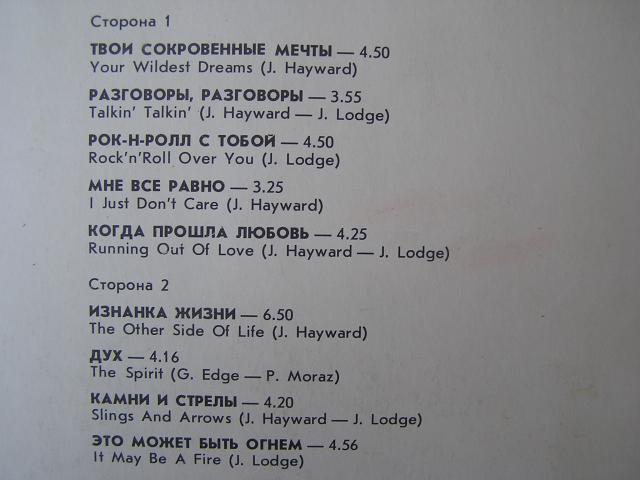 Сторона 1
ТВОИ СОКРОВЕННЫЕ МЕЧТЫ — 4.50
Your Wildest Dreams (J. Hayward)
РАЗГОВОРЫ, РАЗГОВОРЫ — 3.55
Talkin' Talkin' (J. Hayward — J. Lodge)
РОК-Н-РОЛЛ С ТОБОЙ — 4.50
Rock'n'Roll Over You (J. Lodge)
МНЕ ВСЕ РАВНО — 3.25
I Just Don't Care (J. Hayward)
КОГДА ПРОШЛА ЛЮБОВЬ — 4.25
Running Out Of Love (J. Hayward — J. Lodge)
Сторона 2
ИЗНАНКА ЖИЗНИ — 6.50
The Other Side Of Life (J. Hayward)
ДУХ — 4.16
The Spirit (G. Edge — P. Moraz)
КАМНИ И СТРЕЛЫ — 4.20
Slings And Arrows (J. Hayward — J. Lodge)
ЭТО МОЖЕТ БЫТЬ ОГНЕМ — 4.56
It May Be A Fire (J. Lodge)